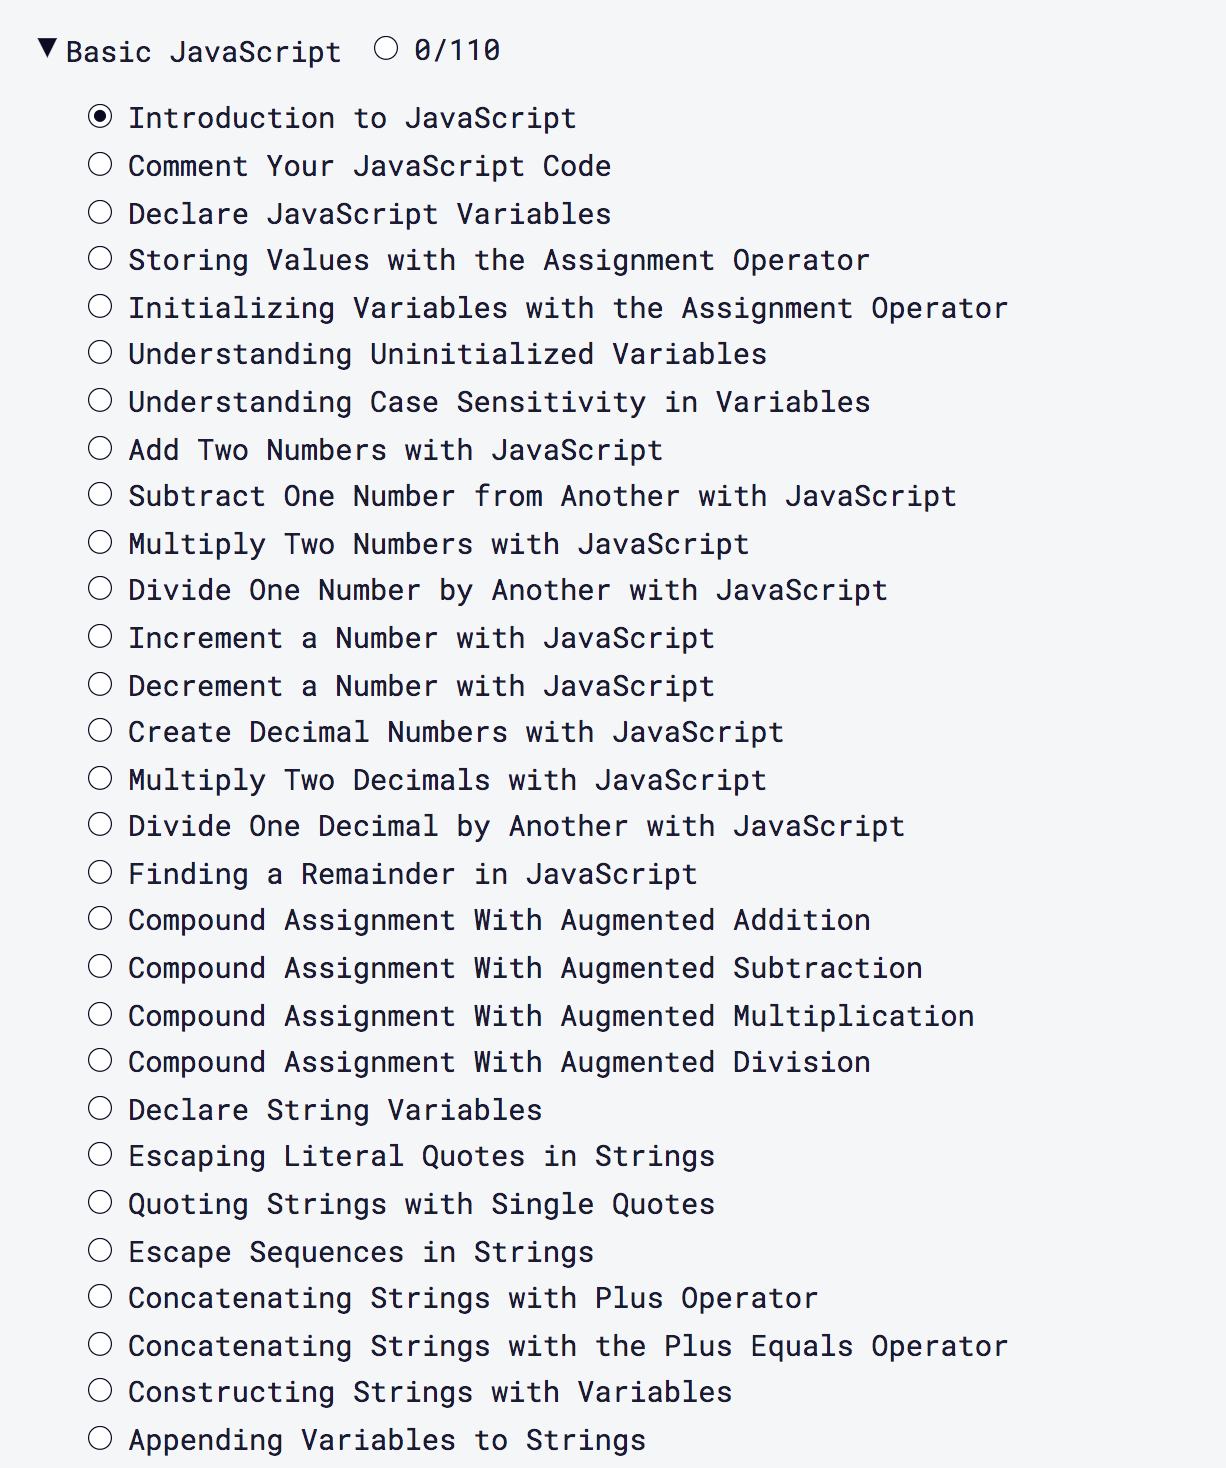 Basic JavaScript 0/110
Introduction to JavaScript
Comment Your JavaScript Code
Declare JavaScript Variables
Storing Values with the Assignment Operator
Initializing Variables with the Assignment Operator
Understanding Uninitialized Variables
Understanding Case Sensitivity in Variables
Add Two Numbers with JavaScript
Subtract One Number from Another with JavaScript
Multiply Two Numbers with JavaScript
Divide One Number by Another with JavaScript
Increment a Number with JavaScript
Decrement a Number with JavaScript
Create Decimal Numbers with JavaScript
Multiply Two Decimals with JavaScript
Divide One Decimal by Another with JavaScript
Finding a Remainder in JavaScript
Compound Assignment With Augmented Addition
Compound Assignment With Augmented Subtraction
Compound Assignment With Augmented Multiplication
Compound Assignment With Augmented Division
Declare String Variables
Escaping Literal Quotes in Strings
Quoting Strings with Single Quotes
Escape Sequences in Strings
Concatenating Strings with Plus Operator
Concatenating Strings with the Plus Equals Operator
Constructing Strings with Variables
Appending Variables to Strings